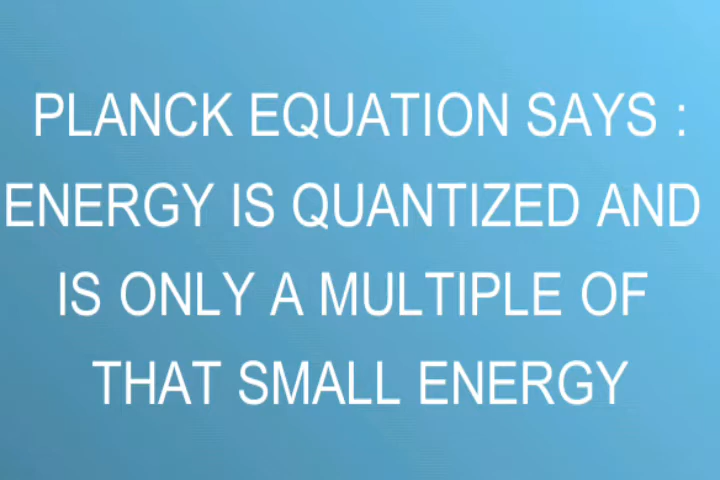 PLANCK EQUATION SAYS :
ENERGY IS QUANTIZED AND
IS ONLY A MULTIPLE OF
THAT SMALL ENERGY